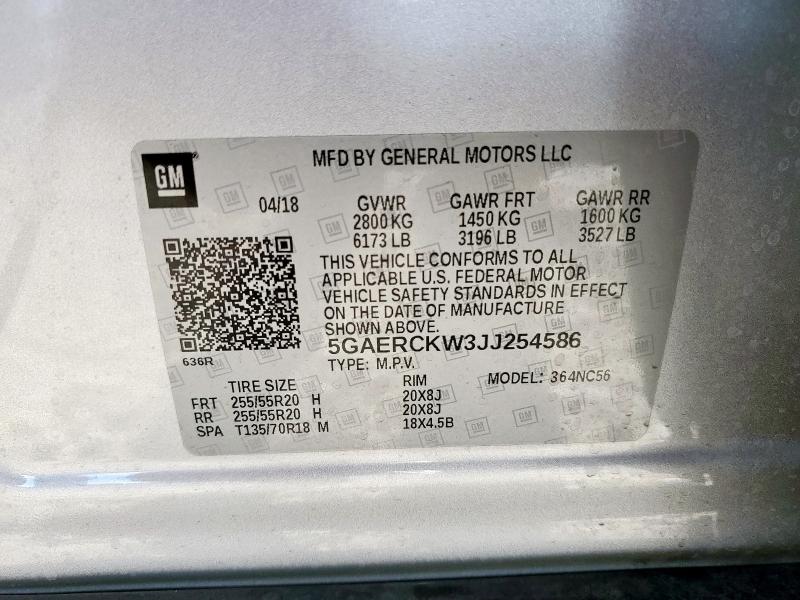 GM
MFD BY GENERAL MOTORS LLC
04/18 GVWR GAWR FRT GAWR RR
2800 KG 1450 KG 1600 KG
6173 LB 3196 LB 3527 LB
THIS VEHICLE CONFORMS TO ALL
APPLICABLE U.S. FEDERAL MOTOR
VEHICLE SAFETY STANDARDS IN EFFECT
ON THE DATE OF MANUFACTURE
SHOWN ABOVE.
5GAERCKW3JJ254586
636R
TYPE: M.P.V.
TIRE SIZE RIM MODEL: 364NC56
FRT 255/55R20 H 20X8J
RR 255/55R20 H 20X8J
SPA T135/70R18 M 18X4.5B